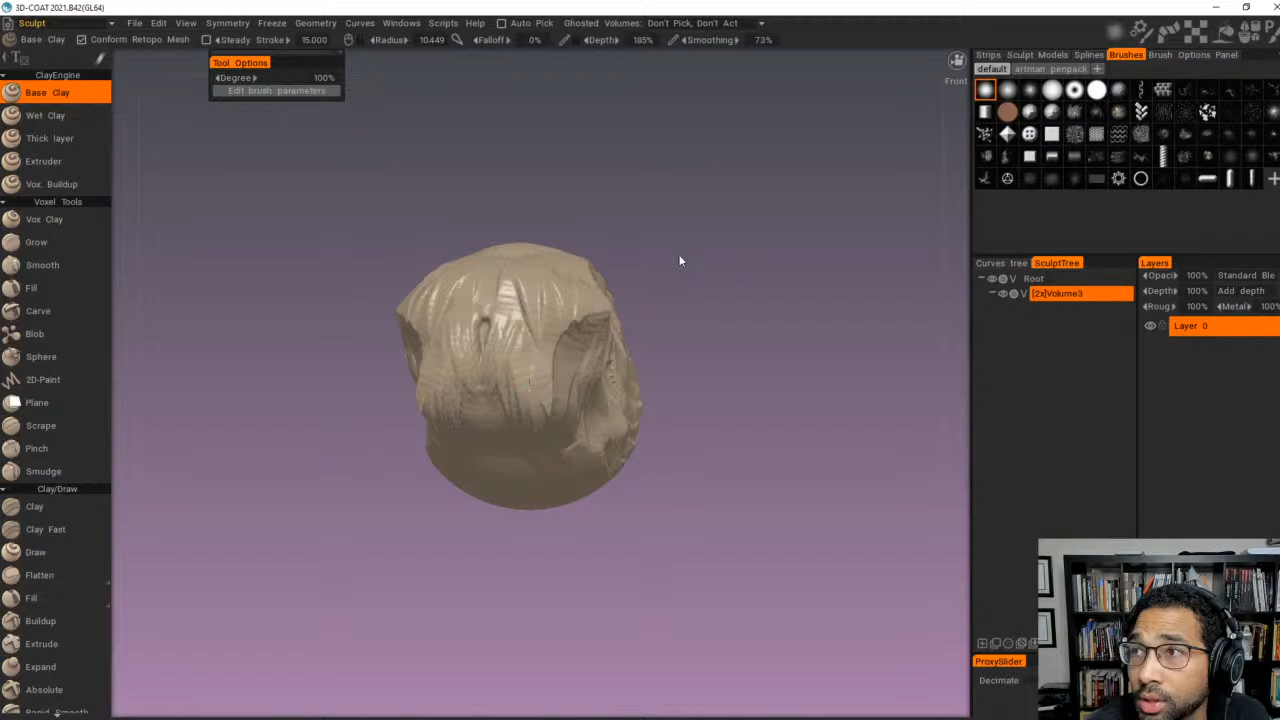 3D-COAT 2021.B42(GL64)
Sculpt File Edit View Symmetry Freeze Geometry Curves Windows Scripts Help Auto Pick Ghosted Volumes: Don't Pick, Don't Act
Base Clay Conform Retopo Mesh Steady Stroke 15.000 Radius 10.449 Falloff 0% Depth 185% Smoothing 73%
Tool Options
Degree 100%
Edit brush parameters
Front
ClayEngine
Base Clay
Wet Clay
Thick layer
Extruder
Vox. Buildup
Voxel Tools
Vox Clay
Grow
Smooth
Fill
Carve
Blob
Sphere
2D-Paint
Plane
Scrape
Pinch
Smudge
Clay/Draw
Clay
Clay Fast
Draw
Flatten
Fill
Buildup
Extrude
Expand
Absolute
Rapid Smooth
Strips Sculpt Models Splines Brushes Brush Options Panel
default artman penpack +
Curves tree SculptTree
V Root
V [2x]Volume3
Layers
Opaci 100% Standard Ble
Depth 100% Add depth
Roug 100% Metal 100%
Layer 0
ProxySlider
Decimate